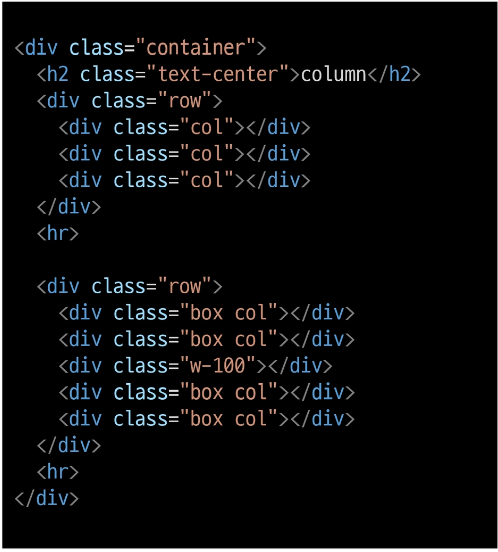 <div class="container">
  <h2 class="text-center">column</h2>
  <div class="row">
    <div class="col"></div>
    <div class="col"></div>
    <div class="col"></div>
  </div>
  <hr>

  <div class="row">
    <div class="box col"></div>
    <div class="box col"></div>
    <div class="w-100"></div>
    <div class="box col"></div>
    <div class="box col"></div>
  </div>
  <hr>
</div>